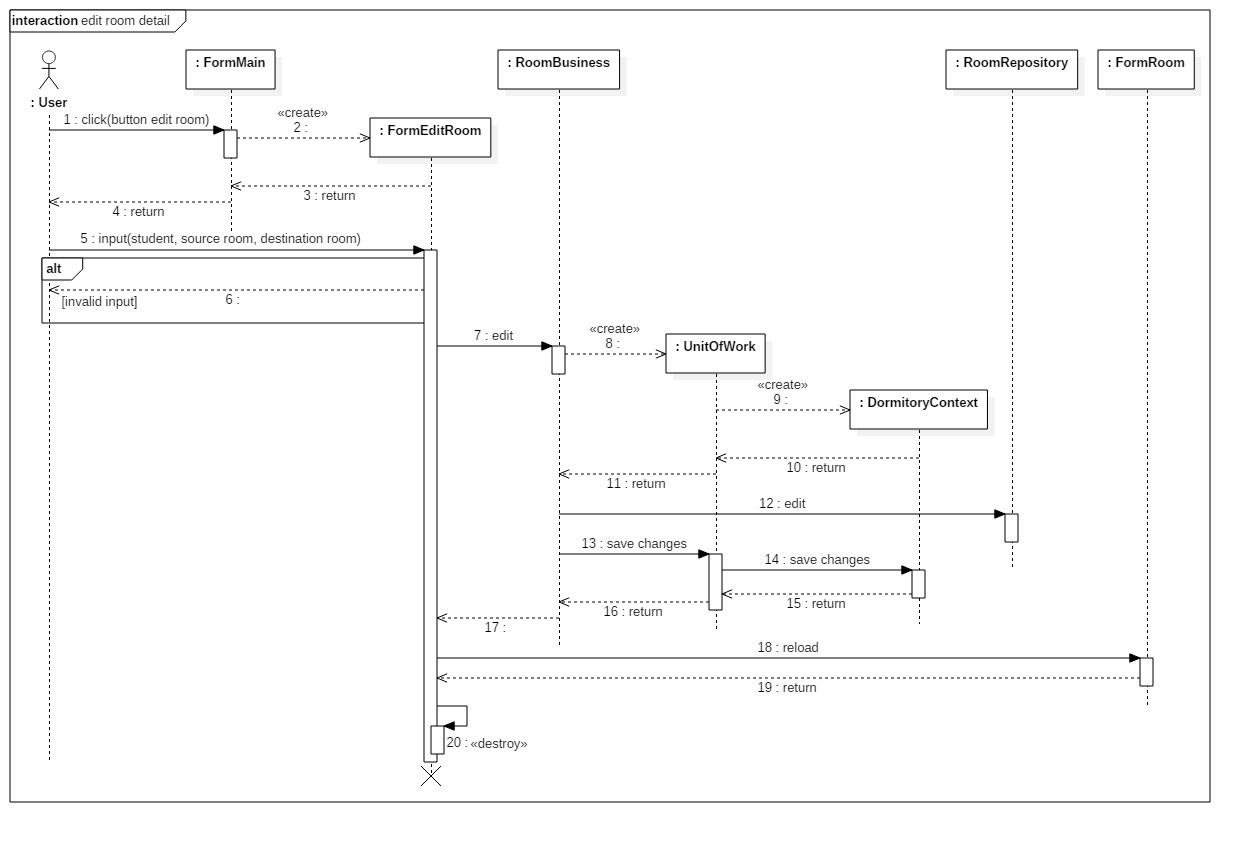 interaction edit room detail
: User
: FormMain
: RoomBusiness
: RoomRepository
: FormRoom
1 : click(button edit room)
«create»
2 :
: FormEditRoom
3 : return
4 : return
5 : input(student, source room, destination room)
alt
6 :
[invalid input]
7 : edit
«create»
8 :
: UnitOfWork
«create»
9 :
: DormitoryContext
10 : return
11 : return
12 : edit
13 : save changes
14 : save changes
15 : return
16 : return
17 :
18 : reload
19 : return
20 : «destroy»